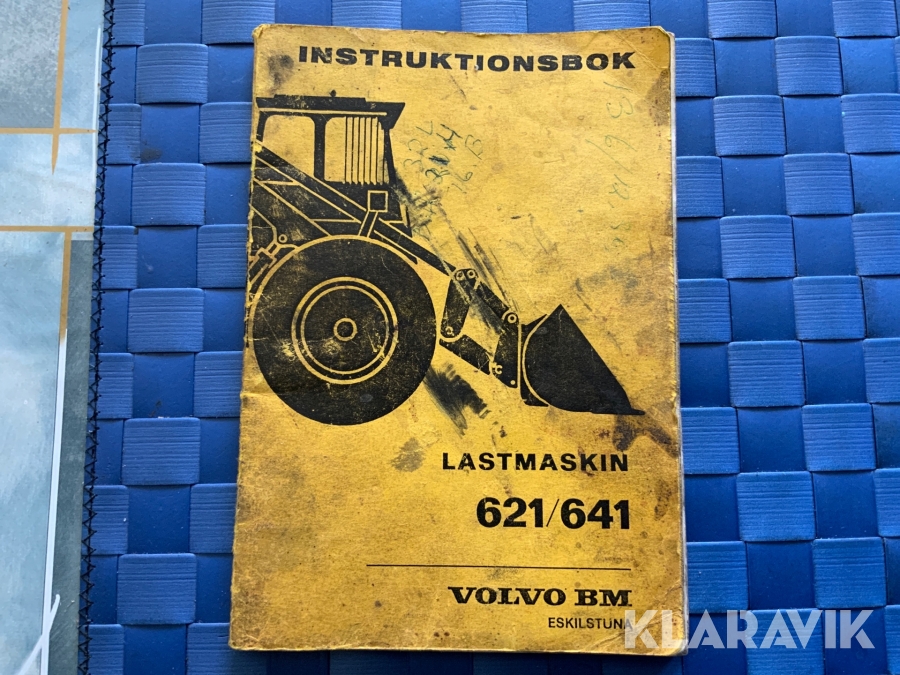 INSTRUKTIONSBOK
LASTMASKIN
621/641
VOLVO BM
ESKILSTUNA
KLARAVIK